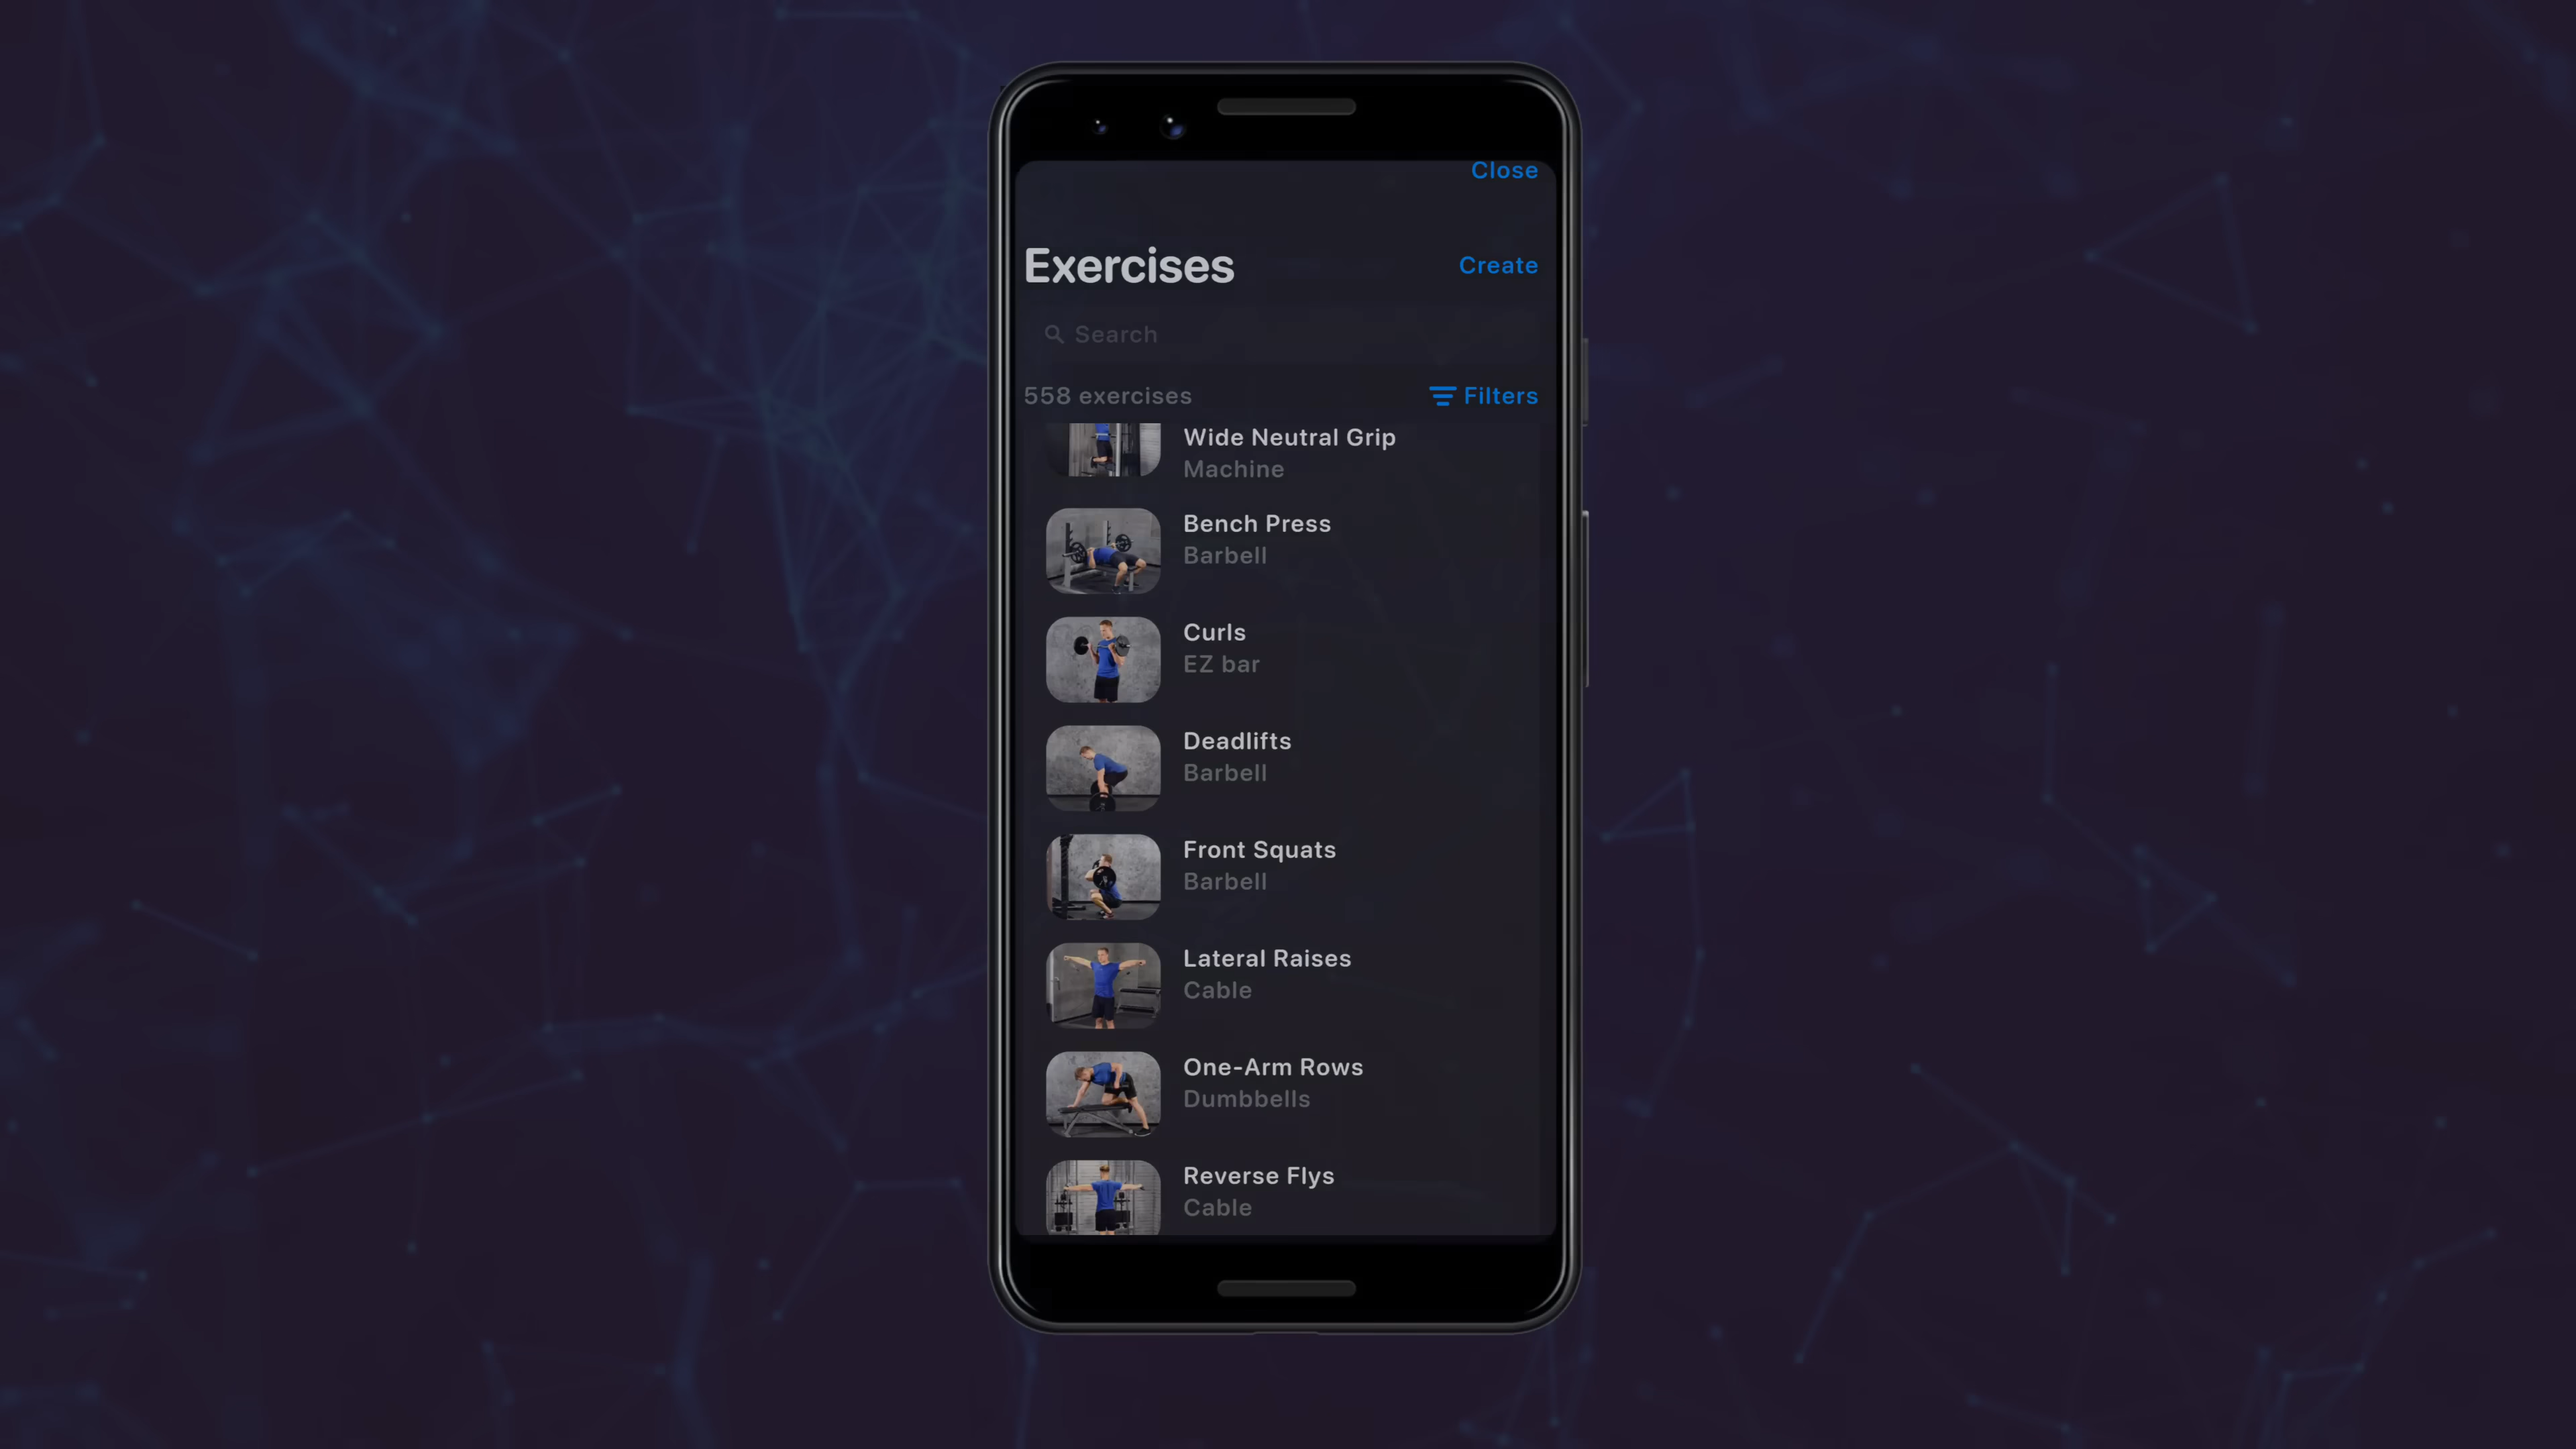 Close
Exercises
Create
Search
558 exercises
Filters
Wide Neutral Grip
Machine
Bench Press
Barbell
Curls
EZ bar
Deadlifts
Barbell
Front Squats
Barbell
Lateral Raises
Cable
One-Arm Rows
Dumbbells
Reverse Flys
Cable